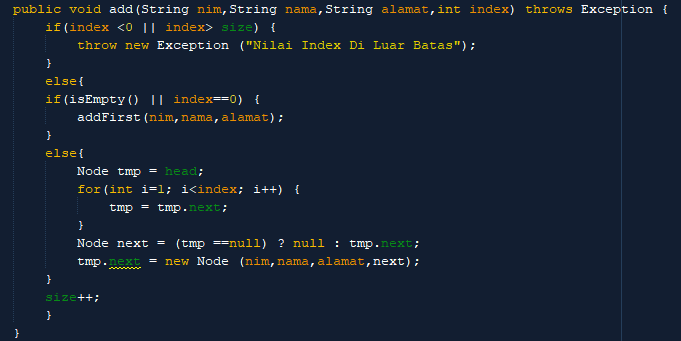 public void add(String nim,String nama,String alamat,int index) throws Exception {
if(index <0 || index> size) {
throw new Exception ("Nilai Index Di Luar Batas");
}
else{
if(isEmpty() || index==0) {
addFirst(nim,nama,alamat);
}
else{
Node tmp = head;
for(int i=1; i<index; i++) {
tmp = tmp.next;
}
Node next = (tmp ==null) ? null : tmp.next;
tmp.next = new Node (nim,nama,alamat,next);
}
size++;
}
}